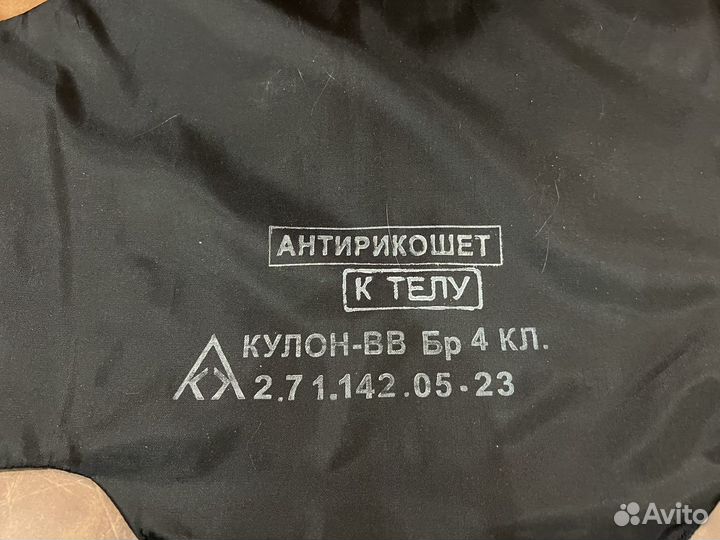 АНТИРИКОШЕТ
К ТЕЛУ
КУЛОН-ВВ Бр 4 КЛ.
2.71.142.05-23
Avito